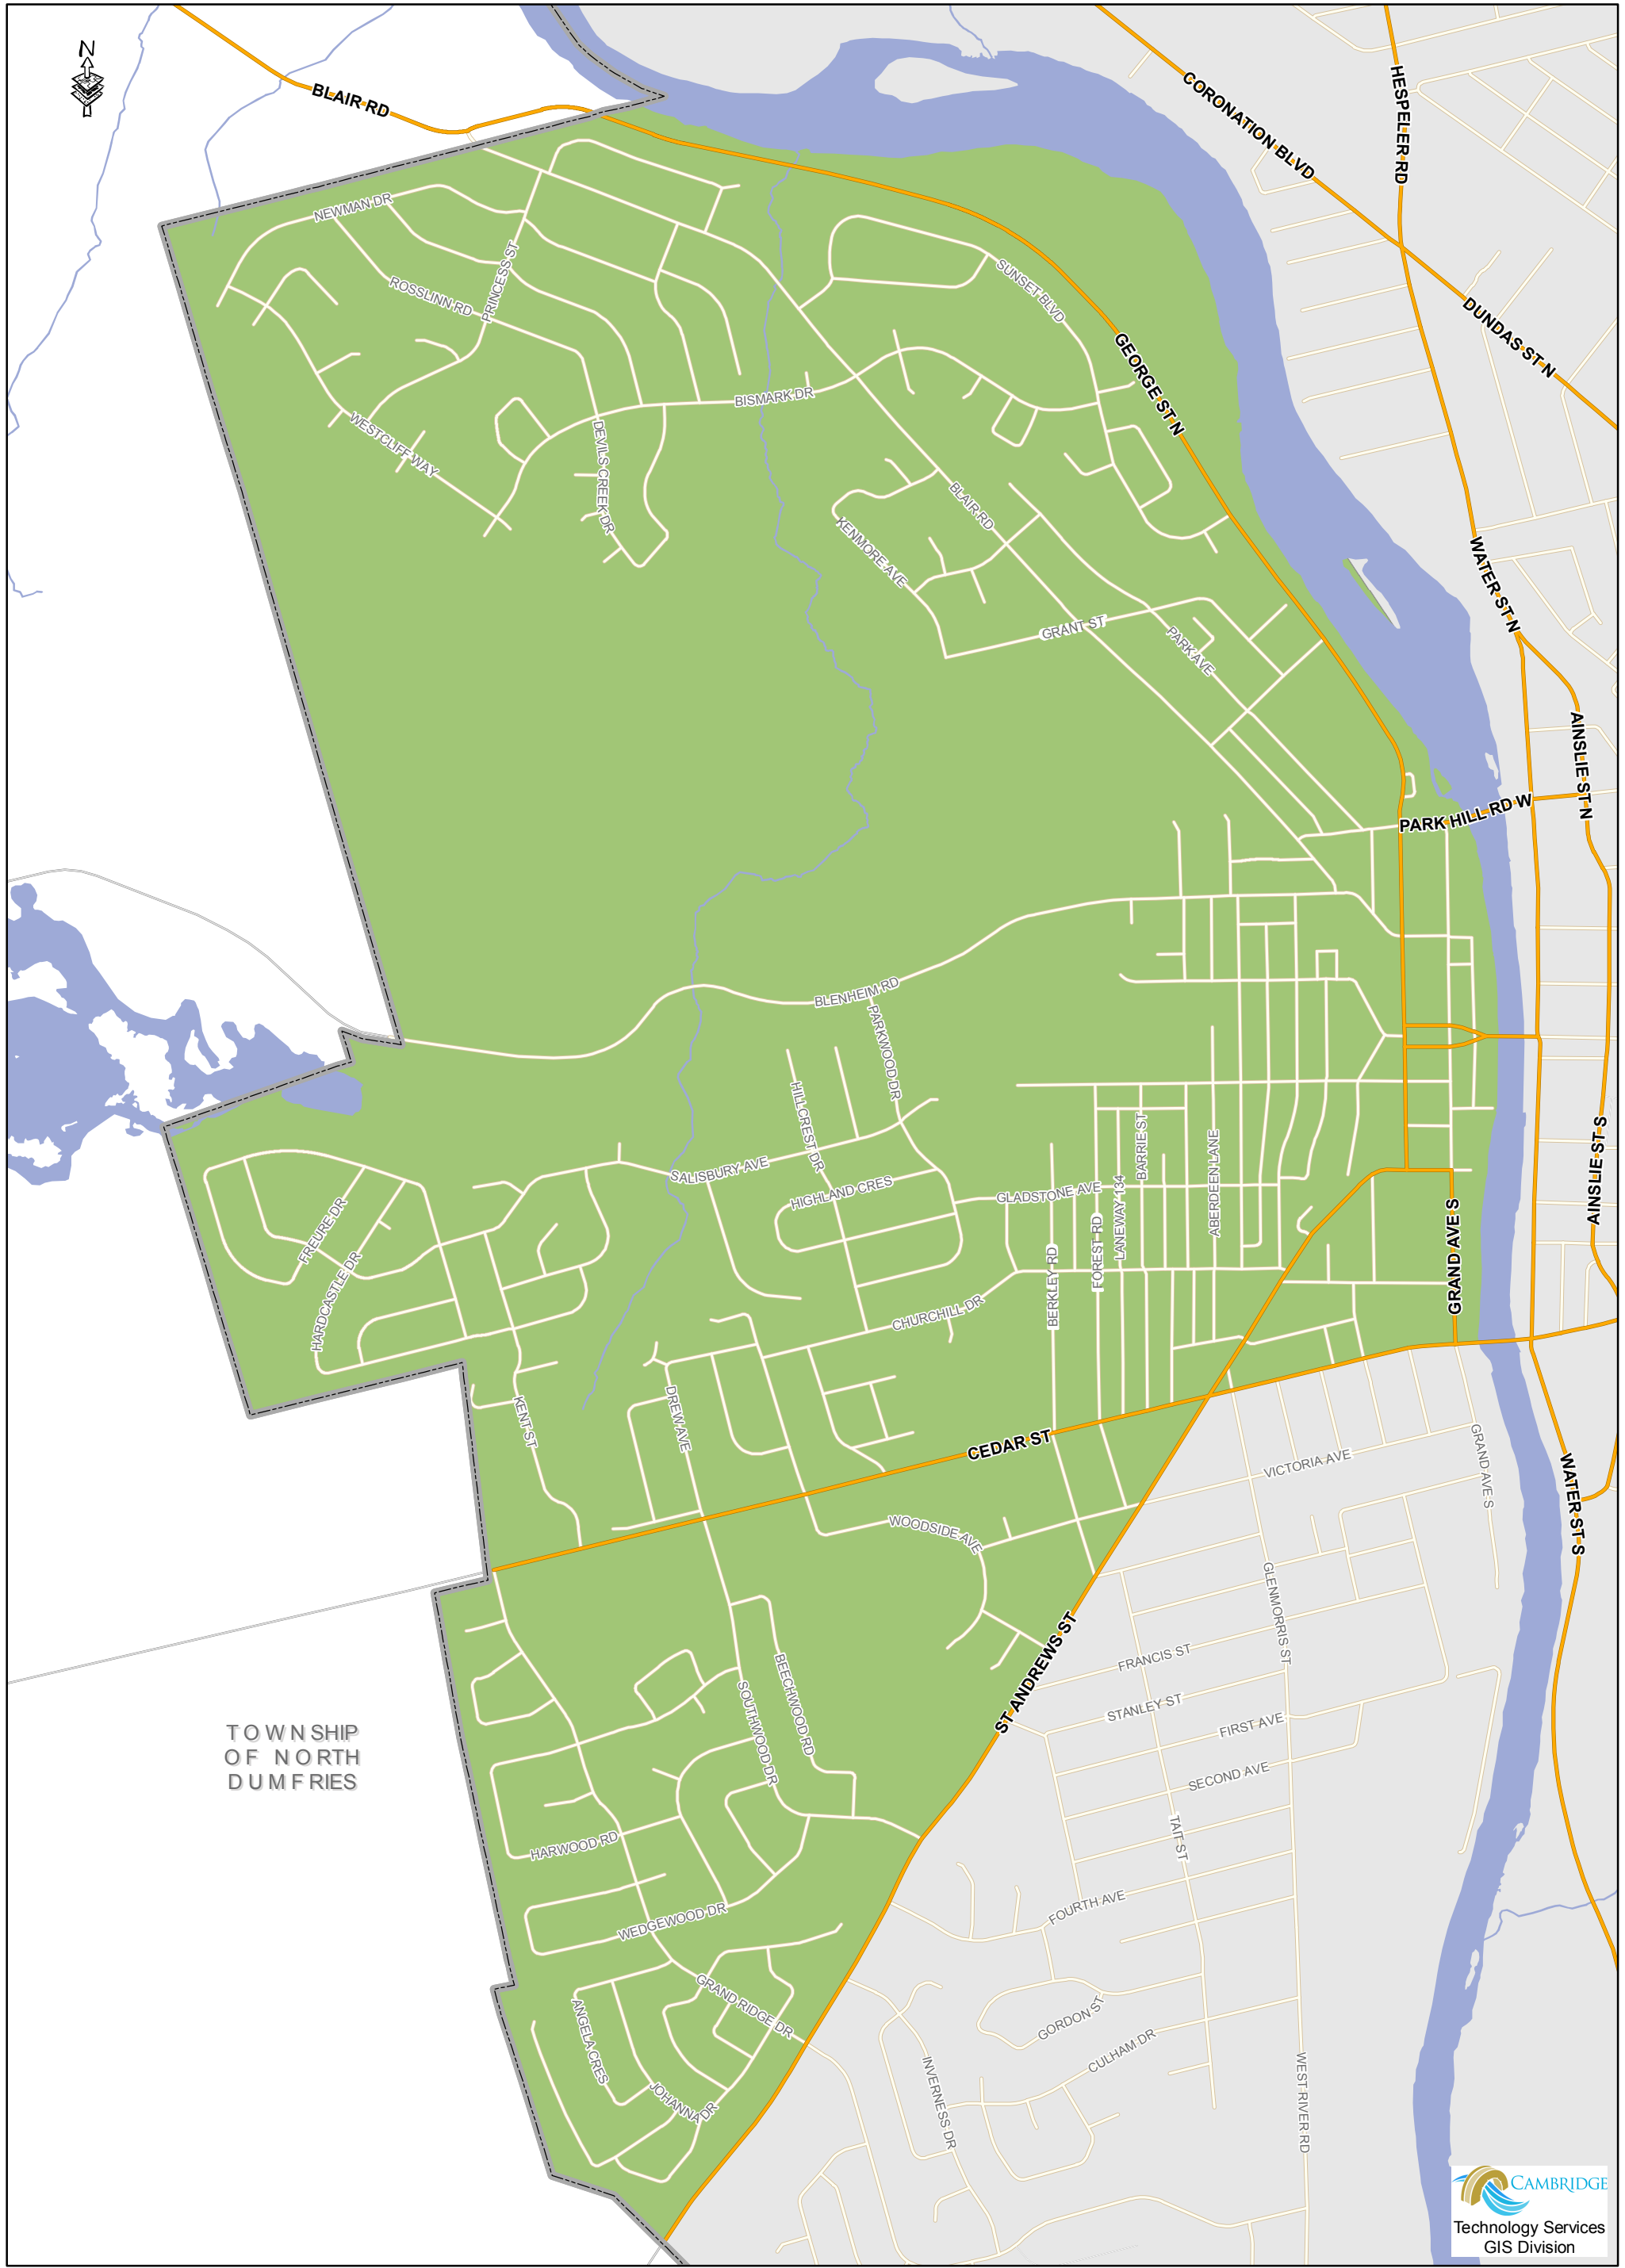 N
BLAIR RD
CORONATION BLVD
HESPELER RD
NEWMAN DR
PRINCESS ST
ROSSLINN RD
SUNSET BLVD
DUNDAS ST N
GEORGE ST N
BISMARK DR
WESTCLIFF WAY
DEVILS CREEK DR
BLAIR RD
KENMORE AVE
WATER ST N
GRANT ST
PARK AVE
AINSLIE ST N
PARK HILL RD W
BLENHEIM RD
PARKWOOD DR
HILLCREST DR
BARRIE ST
ABERDEEN LANE
AINSLIE ST S
SALISBURY AVE
HIGHLAND CRES
GLADSTONE AVE
LANEWAY 134
FOREST RD
BERKLEY RD
FREURE DR
HARDCASTLE DR
GRAND AVE S
CHURCHILL DR
KENT ST
DREW AVE
CEDAR ST
VICTORIA AVE
GRAND AVE S
WATER ST S
WOODSIDE AVE
GLENMORRIS ST
ST ANDREWS ST
FRANCIS ST
BEECHWOOD RD
SOUTHWOOD DR
STANLEY ST
FIRST AVE
SECOND AVE
TOWNSHIP
OF NORTH
DUMFRIES
TAIT ST
HARWOOD RD
FOURTH AVE
WEDGEWOOD DR
GRAND RIDGE DR
ANGELA CRES
JOHANNA DR
GORDON ST
CULHAM DR
INVERNESS DR
WEST RIVER RD
CAMBRIDGE
Technology Services
GIS Division